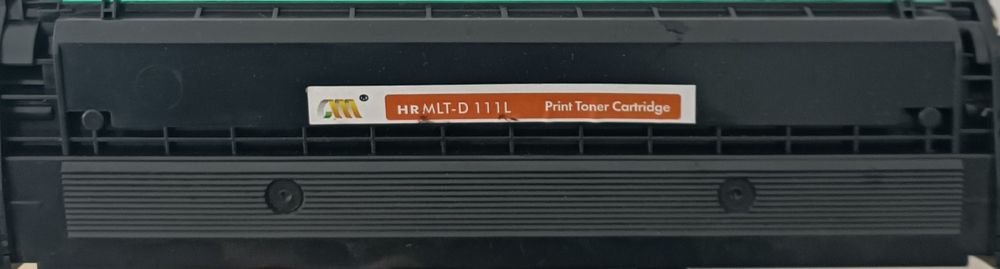 HR MLT-D 111L Print Toner Cartridge